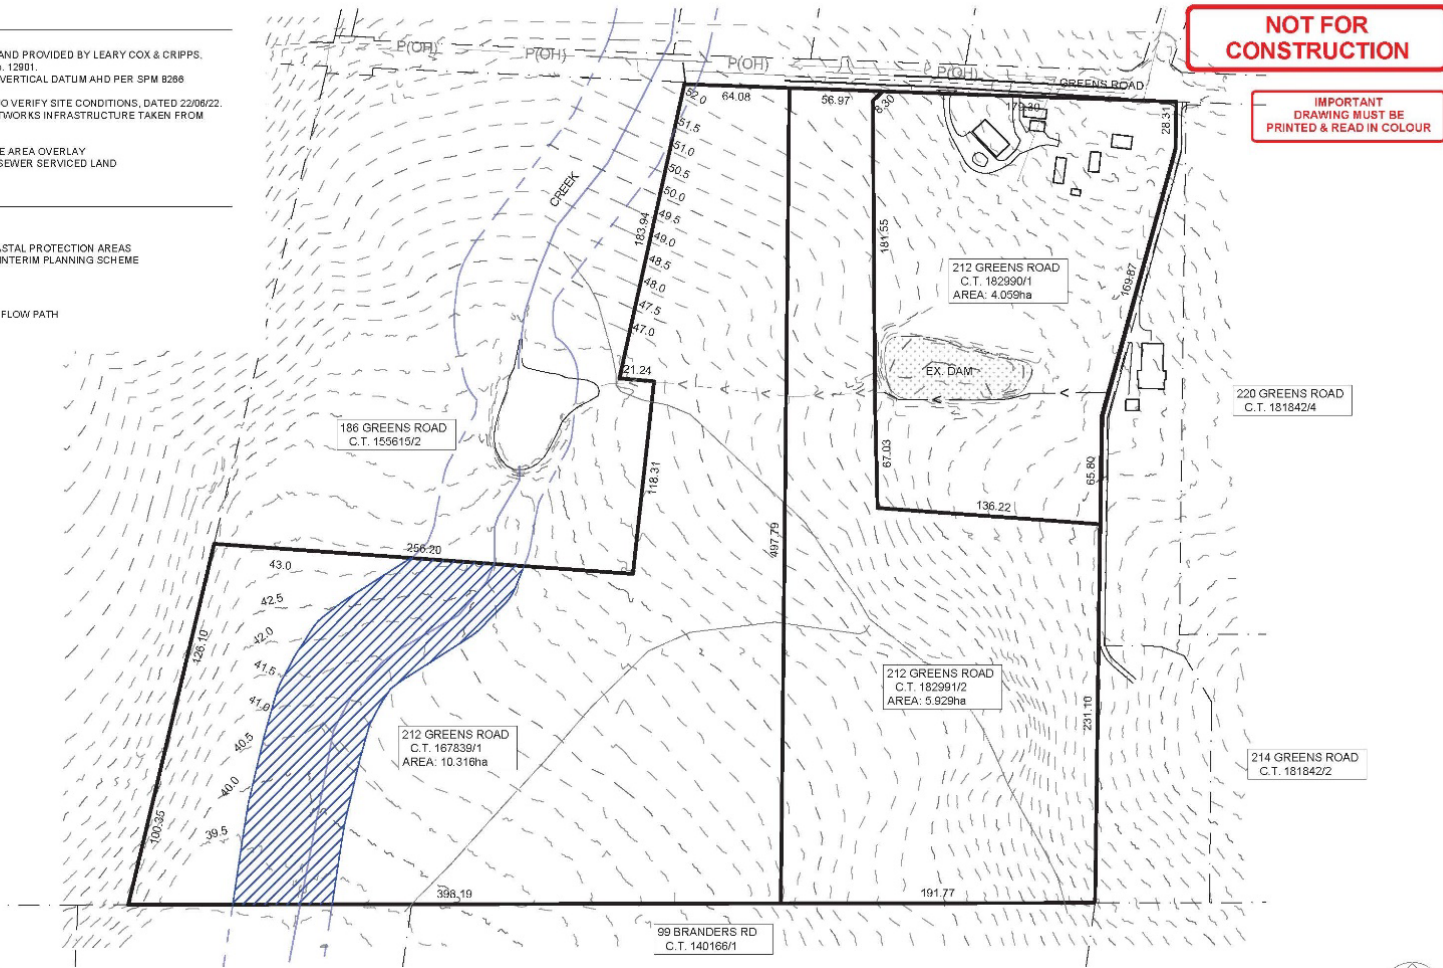 NOT FOR
CONSTRUCTION
IMPORTANT
DRAWING MUST BE
PRINTED & READ IN COLOUR
AND PROVIDED BY LEARY COX & CRIPPS.
. 12901.
VERTICAL DATUM AHD PER SPM 8266
O VERIFY SITE CONDITIONS, DATED 22/06/22.
TWORKS INFRASTRUCTURE TAKEN FROM
E AREA OVERLAY
SEWER SERVICED LAND
ASTAL PROTECTION AREAS
INTERIM PLANNING SCHEME
FLOW PATH
P(OH)
P(OH)
P(OH)
P(OH)
GREENS ROAD
52.0
64.08
56.97
8.30
179.30
28.31
51.5
51.0
50.5
50.0
49.5
49.0
48.5
48.0
47.5
47.0
CREEK
183.94
181.55
169.87
212 GREENS ROAD
C.T. 182990/1
AREA: 4.059ha
21.24
EX. DAM
220 GREENS ROAD
C.T. 181842/4
186 GREENS ROAD
C.T. 155615/2
118.31
67.03
65.80
136.22
497.79
256.20
43.0
42.5
42.0
41.5
41.0
40.5
40.0
39.5
126.10
100.35
212 GREENS ROAD
C.T. 182991/2
AREA: 5.929ha
231.10
212 GREENS ROAD
C.T. 167839/1
AREA: 10.316ha
214 GREENS ROAD
C.T. 181842/2
191.77
99 BRANDERS RD
C.T. 140166/1